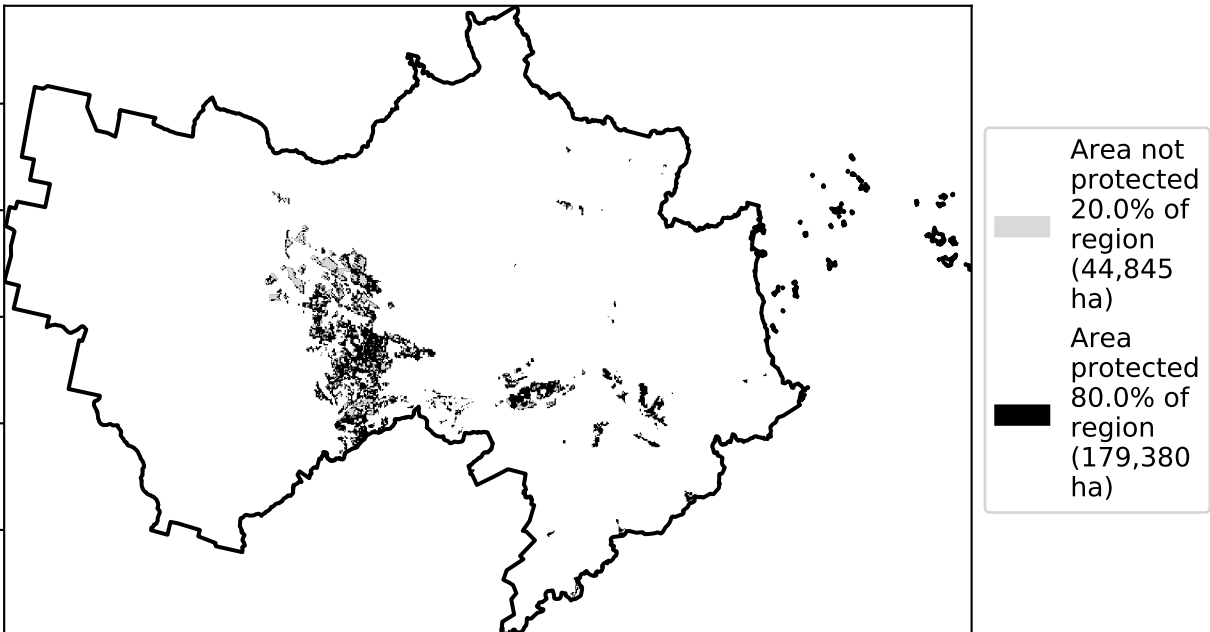 Area not
protected
20.0% of
region
(44,845
ha)
Area
protected
80.0% of
region
(179,380
ha)